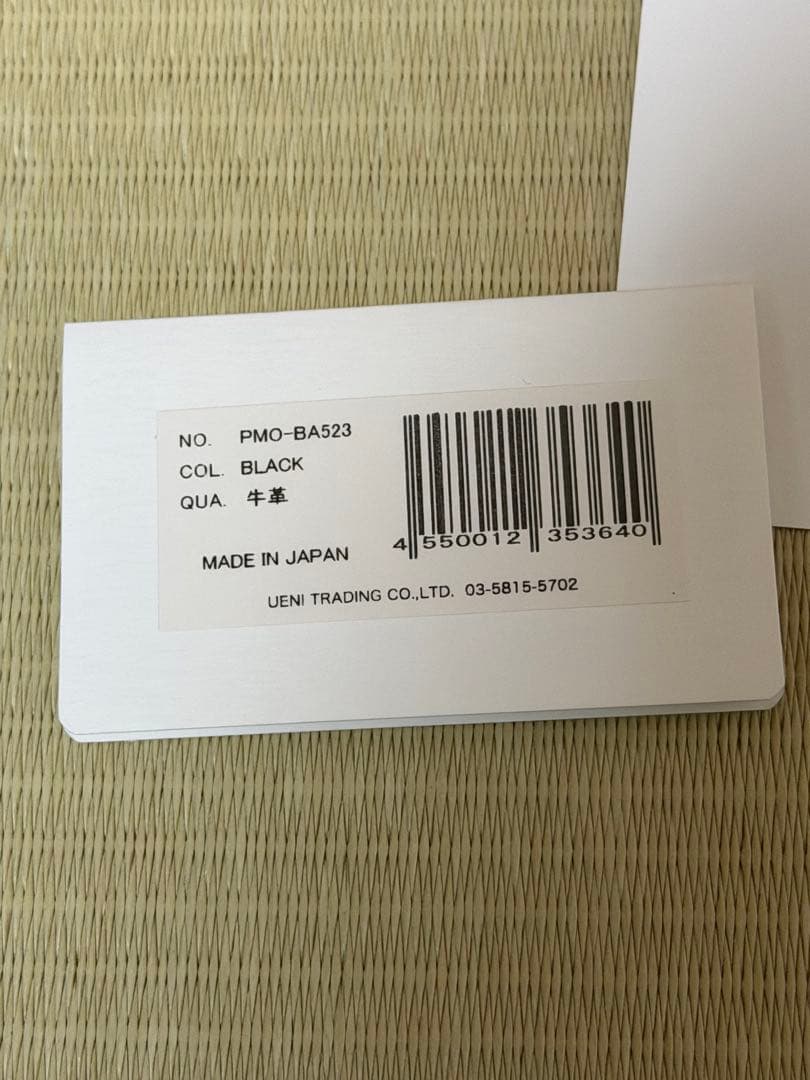 NO. PMO-BA523
COL. BLACK
QUA. 牛革
MADE IN JAPAN
4 550012 353640
UENI TRADING CO.,LTD. 03-5815-5702